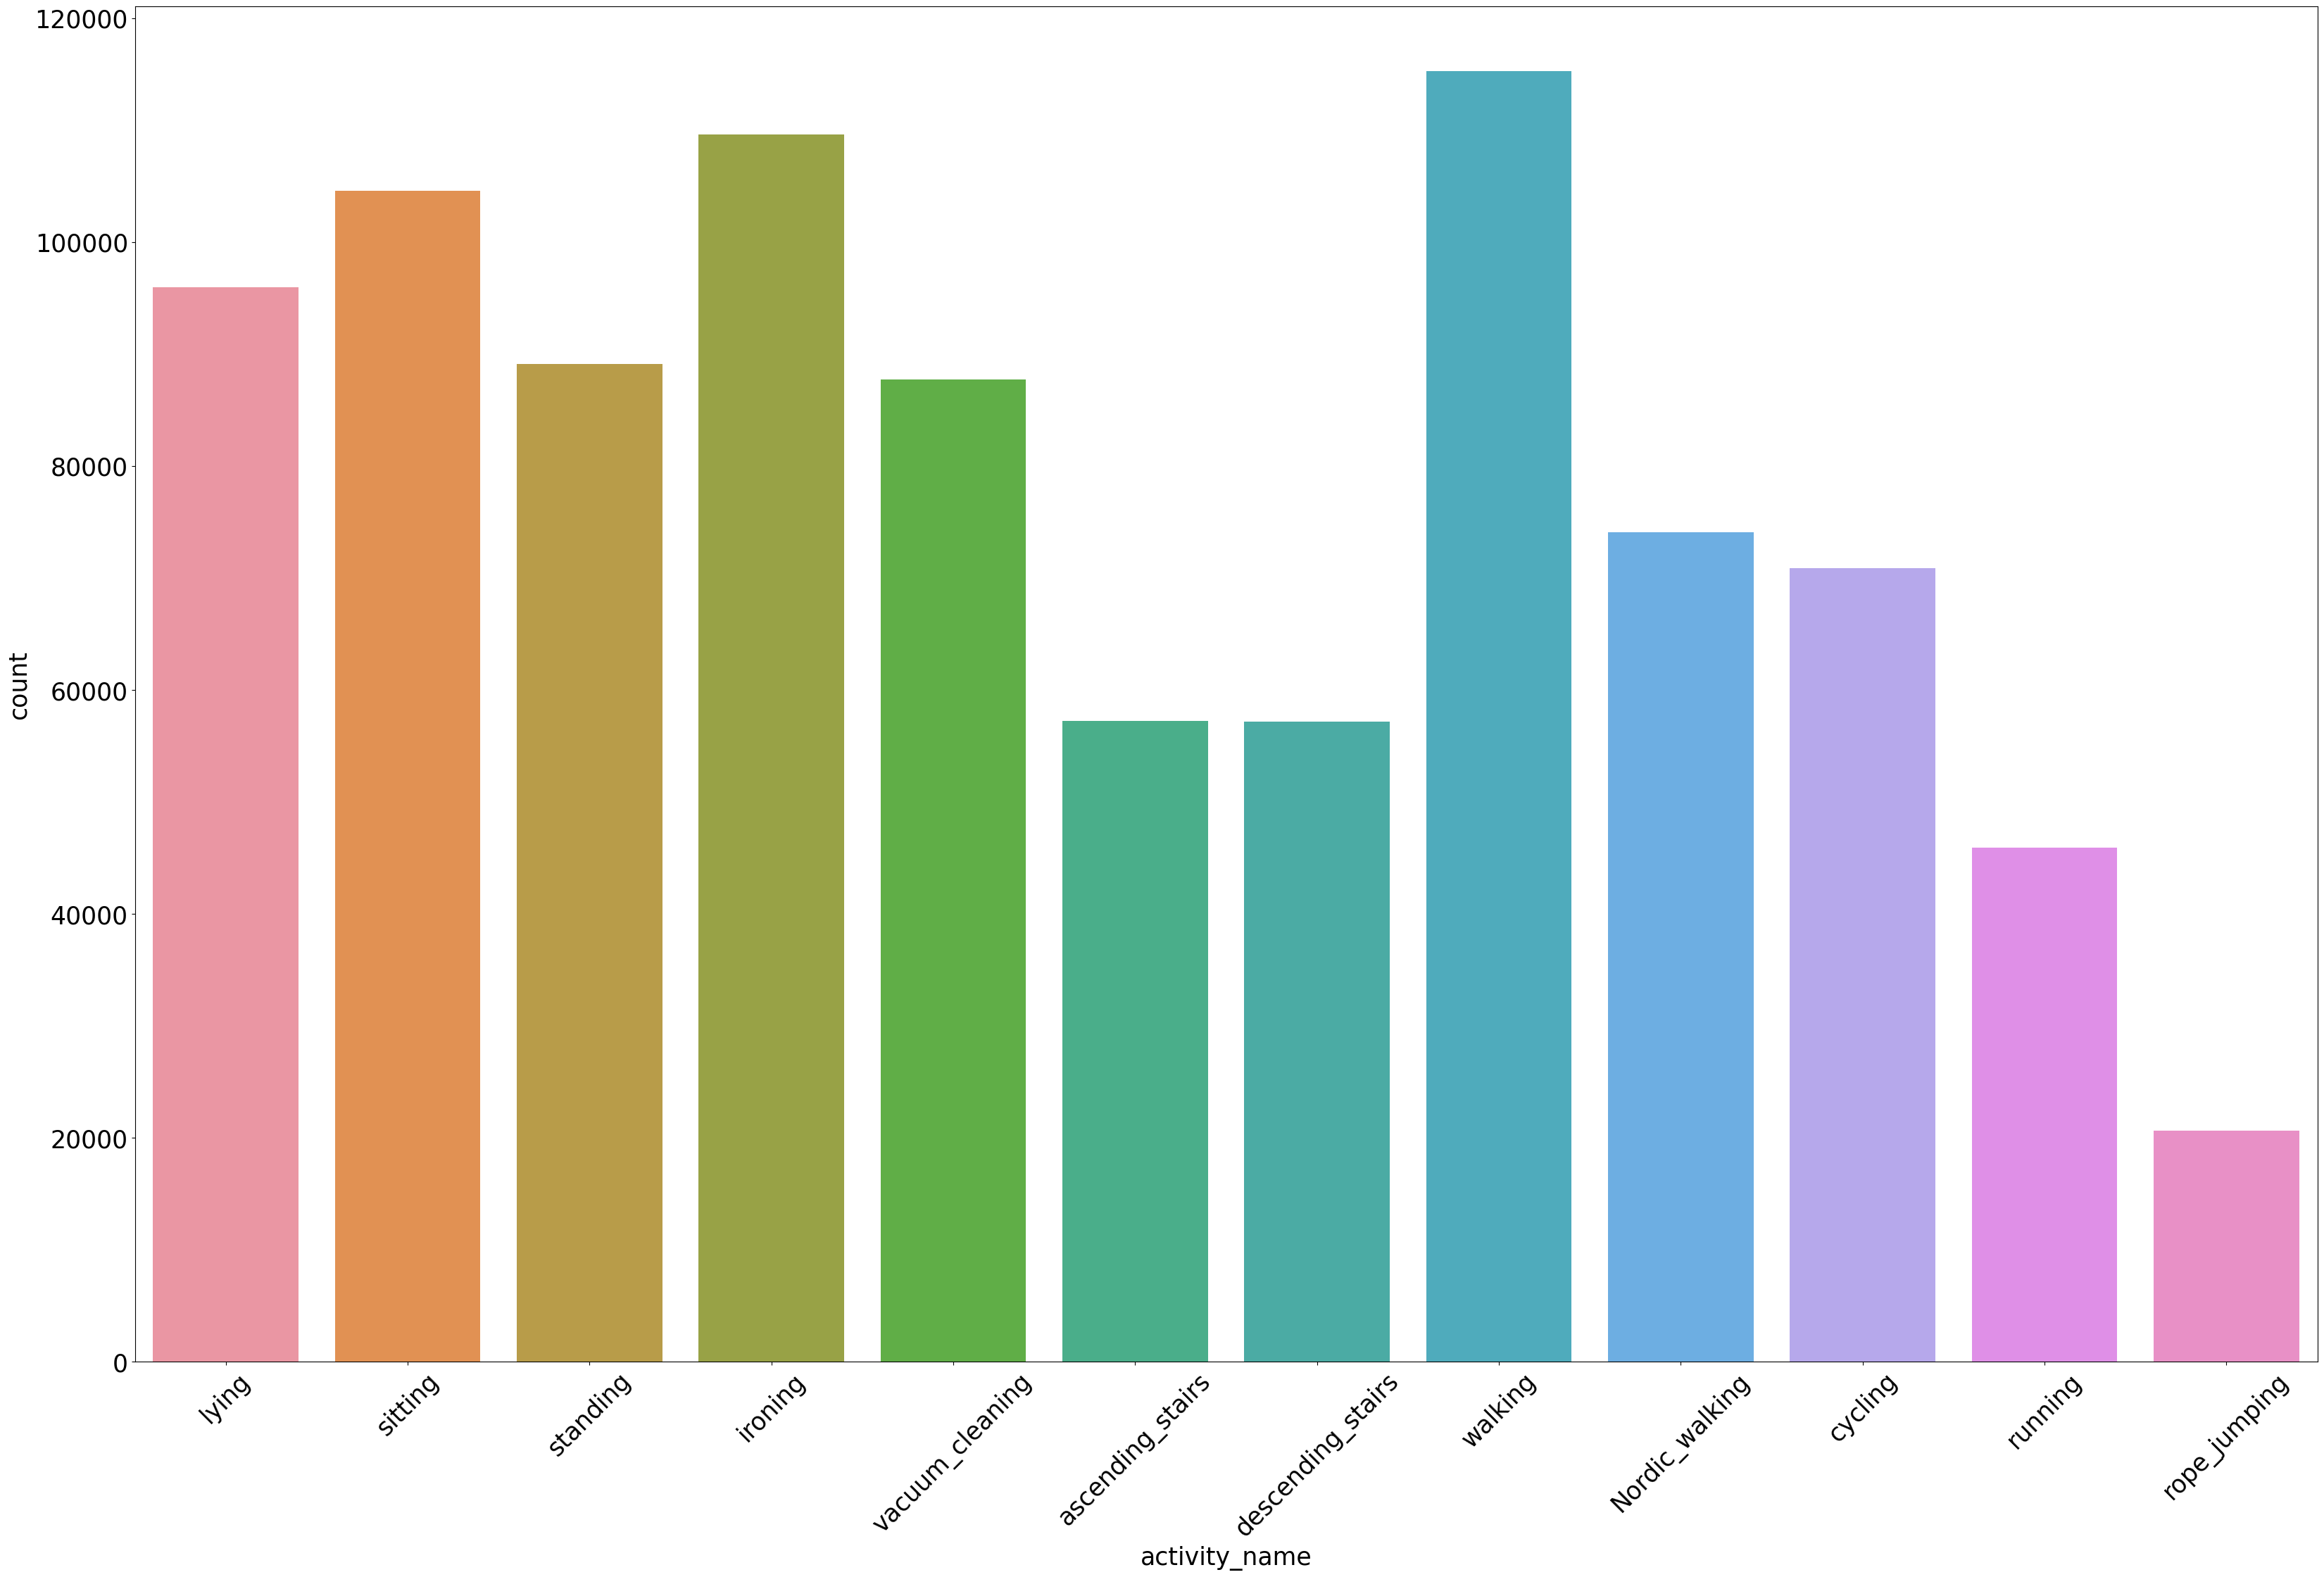 120000
100000
80000
60000
40000
20000
0
count
lying
sitting
standing
ironing
vacuum_cleaning
ascending_stairs
descending_stairs
walking
Nordic_walking
cycling
running
rope_jumping
activity_name